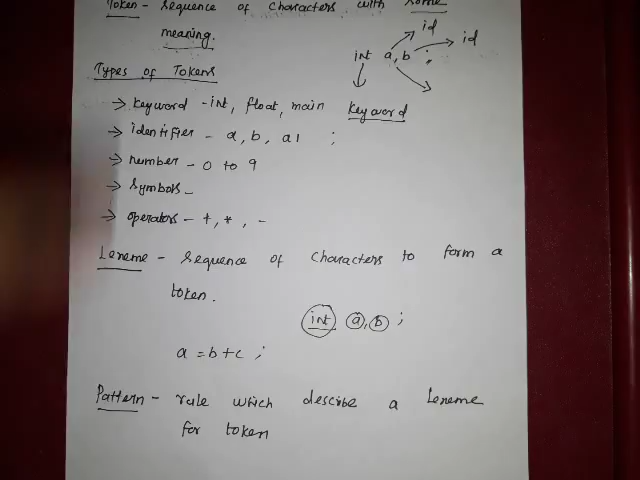 Token - Sequence of Characters with Some
id
meaning.
int a, b ; id
Types of Tokens
→ Keyword - int, float, main Keyword
→ identifier - a, b, a1 ;
→ number - 0 to 9
→ Symbols -
→ operators - +, *, -
Lexeme - Sequence of Characters to form a
token.
int a, b ;
a = b + c ;
Pattern - rule which describe a Lexeme
for token